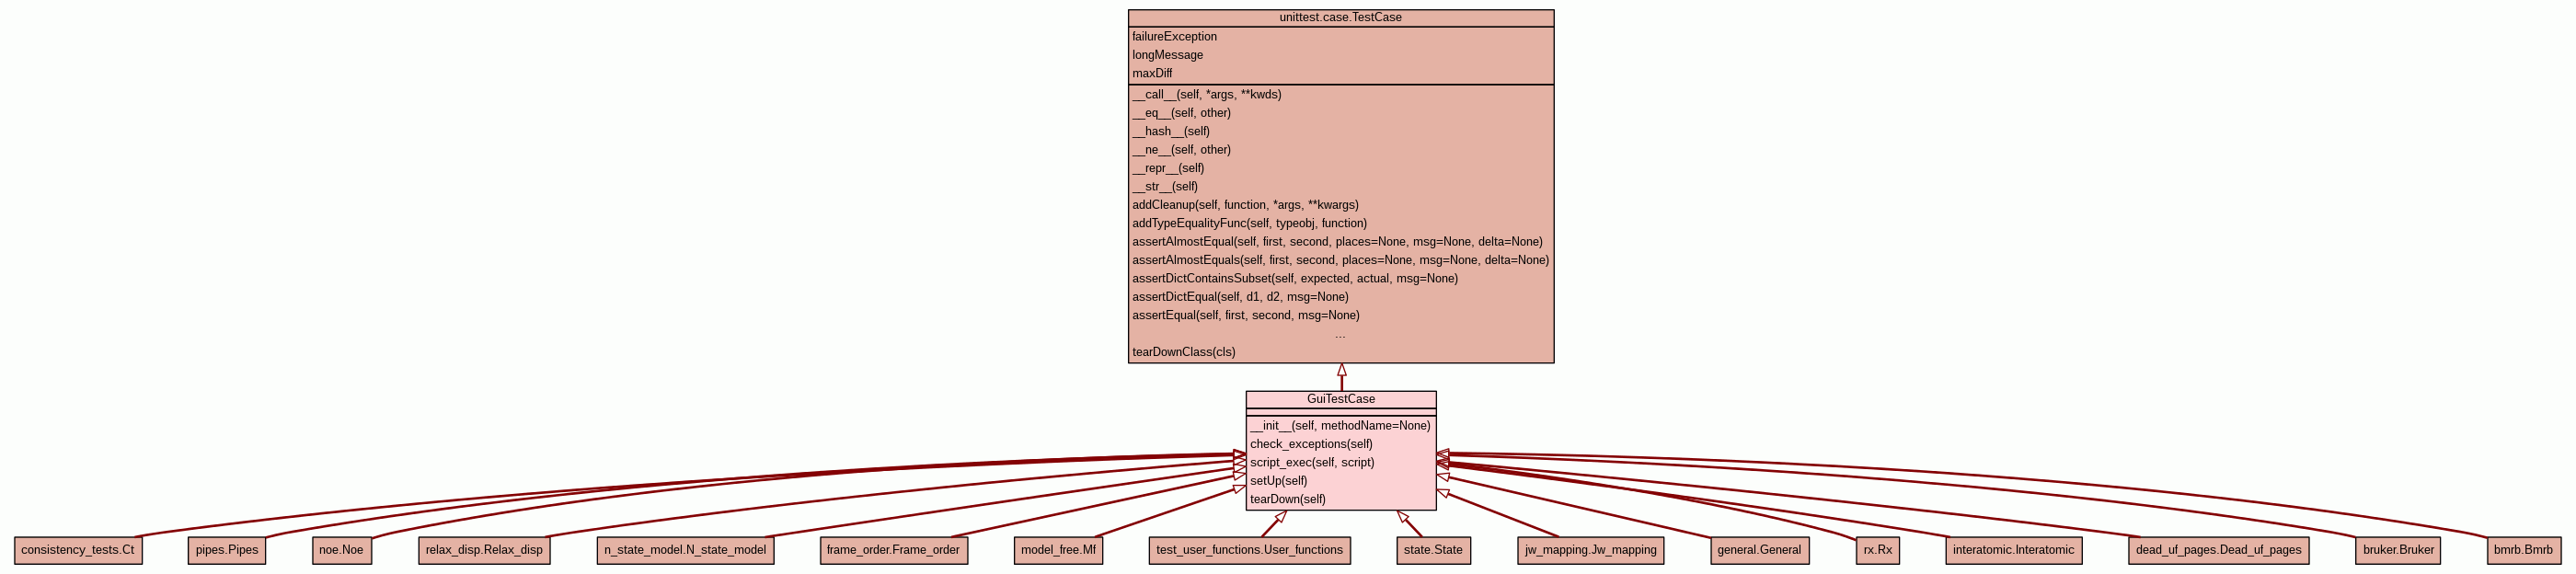 unittest.case.TestCase
failureException
longMessage
maxDiff
__call__(self, *args, **kwds)
__eq__(self, other)
__hash__(self)
__ne__(self, other)
__repr__(self)
__str__(self)
addCleanup(self, function, *args, **kwargs)
addTypeEqualityFunc(self, typeobj, function)
assertAlmostEqual(self, first, second, places=None, msg=None, delta=None)
assertAlmostEquals(self, first, second, places=None, msg=None, delta=None)
assertDictContainsSubset(self, expected, actual, msg=None)
assertDictEqual(self, d1, d2, msg=None)
assertEqual(self, first, second, msg=None)
...
tearDownClass(cls)
GuiTestCase
__init__(self, methodName=None)
check_exceptions(self)
script_exec(self, script)
setUp(self)
tearDown(self)
consistency_tests.Ct
pipes.Pipes
noe.Noe
relax_disp.Relax_disp
n_state_model.N_state_model
frame_order.Frame_order
model_free.Mf
test_user_functions.User_functions
state.State
jw_mapping.Jw_mapping
general.General
rx.Rx
interatomic.Interatomic
dead_uf_pages.Dead_uf_pages
bruker.Bruker
bmrb.Bmrb